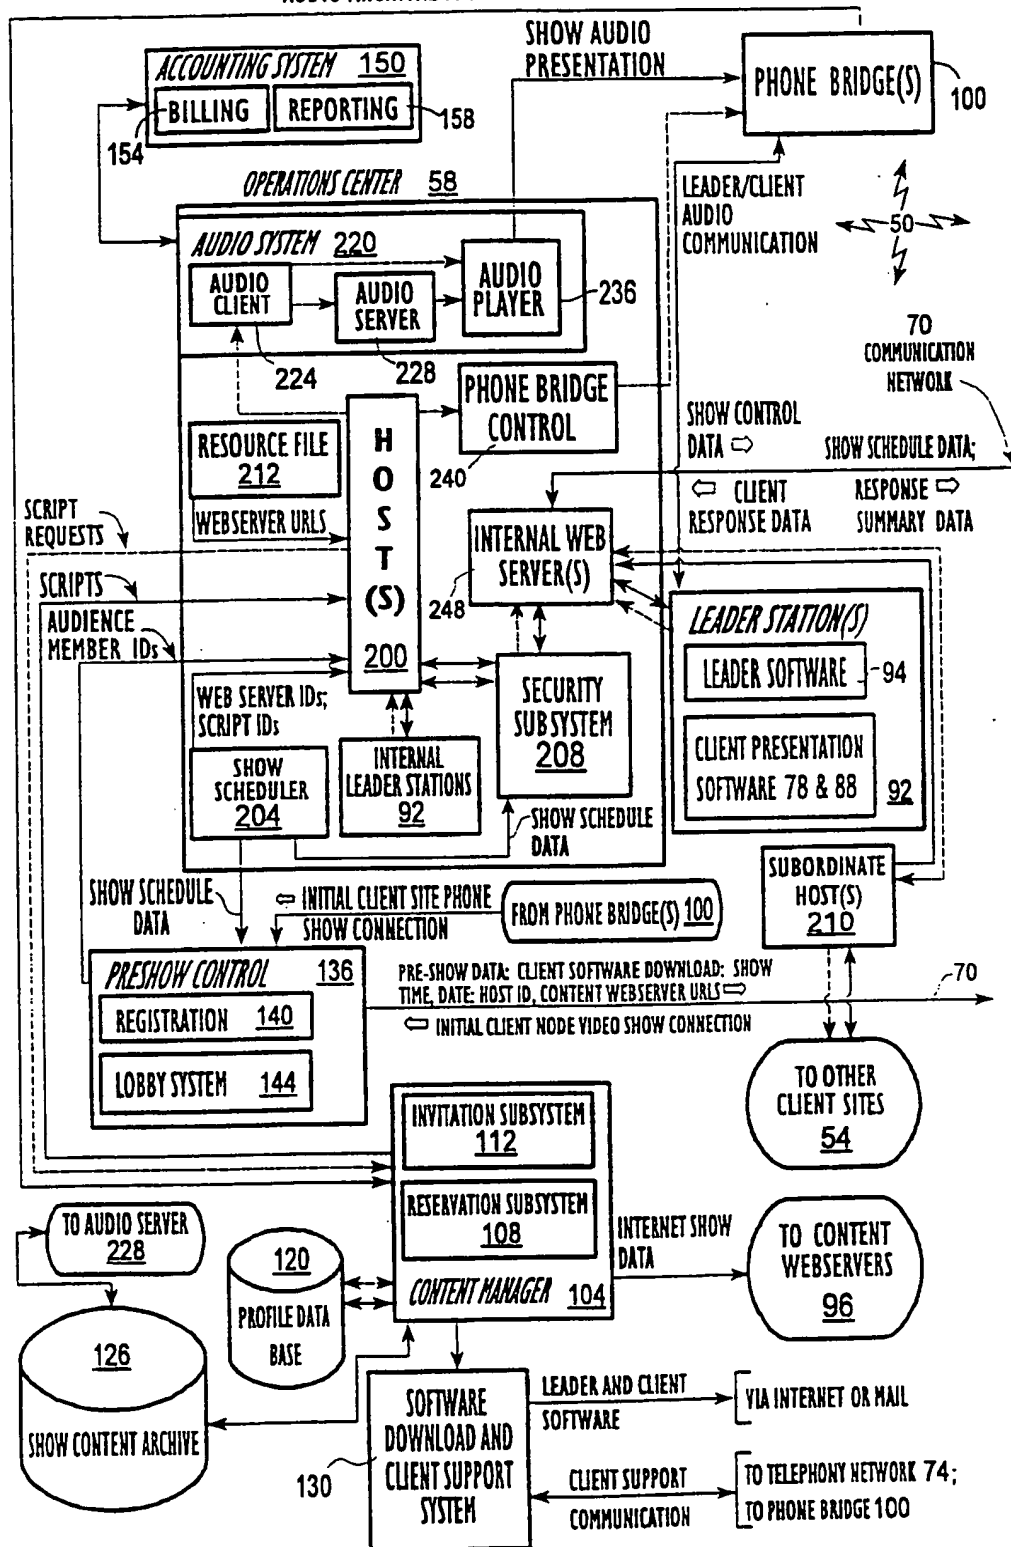 SHOW AUDIO
PRESENTATION
ACCOUNTING SYSTEM 150
BILLING
REPORTING
154
158
PHONE BRIDGE(S)
100
OPERATIONS CENTER 58
LEADER/CLIENT
AUDIO
COMMUNICATION
50
AUDIO SYSTEM 220
AUDIO
CLIENT
AUDIO
SERVER
AUDIO
PLAYER
236
224
228
70
COMMUNICATION
NETWORK
PHONE BRIDGE
CONTROL
240
HOST(S)
200
RESOURCE FILE
212
WEBSERVER URLS
SHOW CONTROL
DATA ⇨
SHOW SCHEDULE DATA;
⇦ CLIENT
RESPONSE DATA
RESPONSE ⇨
SUMMARY DATA
SCRIPT
REQUESTS
SCRIPTS
AUDIENCE
MEMBER IDs
INTERNAL WEB
SERVER(S)
248
LEADER STATION(S)
LEADER SOFTWARE
94
CLIENT PRESENTATION
SOFTWARE 78 & 88
92
WEB SERVER IDs;
SCRIPT IDs
SECURITY
SUBSYSTEM
208
SHOW
SCHEDULER
204
INTERNAL
LEADER STATIONS
92
SHOW SCHEDULE
DATA
SHOW SCHEDULE
DATA
⇦ INITIAL CLIENT SITE PHONE
SHOW CONNECTION
FROM PHONE BRIDGE(S) 100
SUBORDINATE
HOST(S)
210
PRESHOW CONTROL 136
REGISTRATION 140
LOBBY SYSTEM 144
PRE-SHOW DATA: CLIENT SOFTWARE DOWNLOAD: SHOW
TIME, DATE: HOST ID, CONTENT WEBSERVER URLS ⇨
70
⇦ INITIAL CLIENT NODE VIDEO SHOW CONNECTION
TO OTHER
CLIENT SITES
54
INVITATION SUBSYSTEM
112
RESERVATION SUBSYSTEM
108
CONTENT MANAGER 104
INTERNET SHOW
DATA
TO CONTENT
WEBSERVERS
96
TO AUDIO SERVER
228
120
PROFILE DATA
BASE
126
SHOW CONTENT ARCHIVE
SOFTWARE
DOWNLOAD AND
CLIENT SUPPORT
SYSTEM
130
LEADER AND CLIENT
SOFTWARE
VIA INTERNET OR MAIL
CLIENT SUPPORT
COMMUNICATION
TO TELEPHONY NETWORK 74;
TO PHONE BRIDGE 100